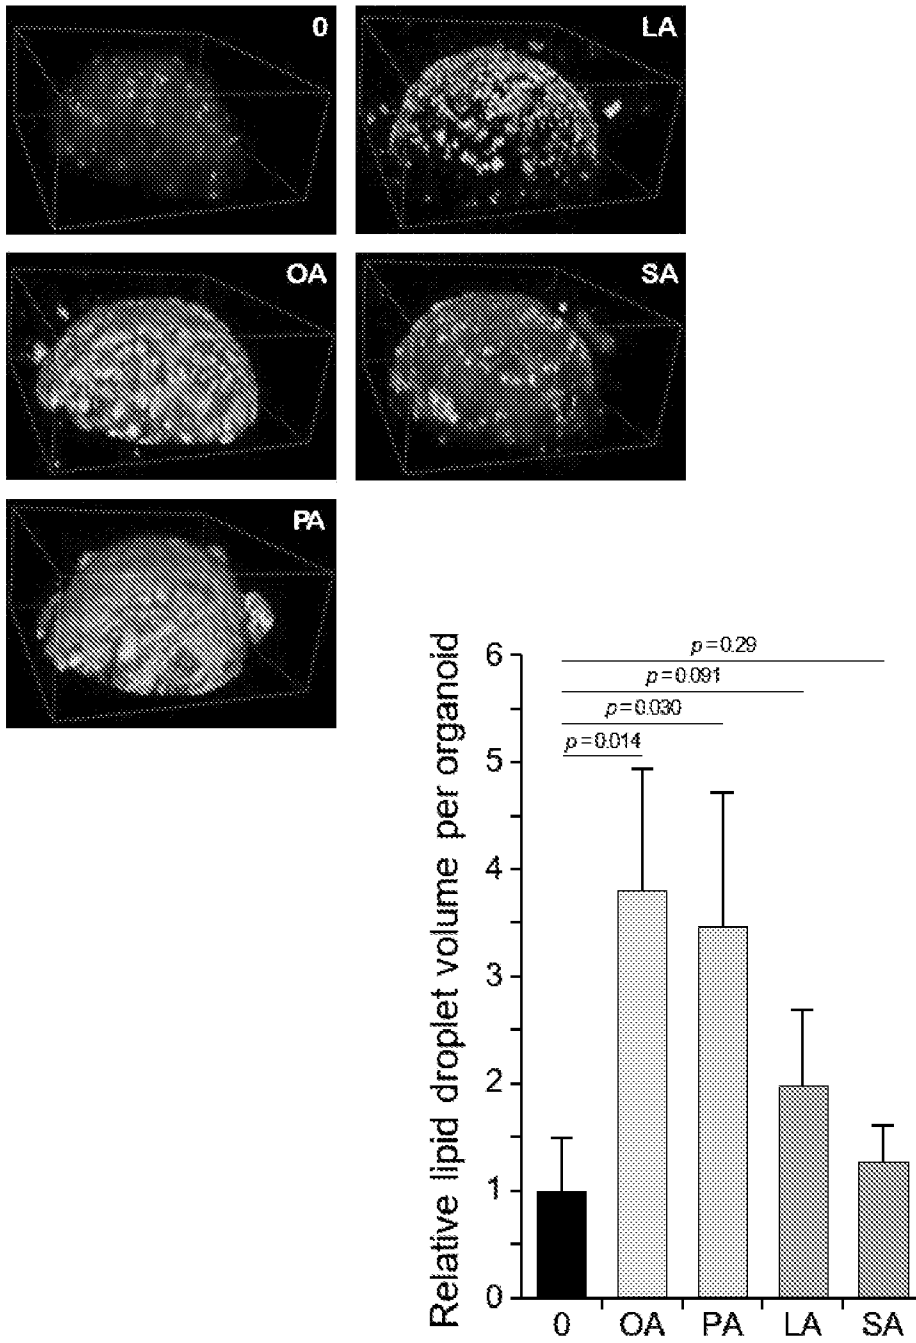 0
LA
OA
SA
PA
Relative lipid droplet volume per organoid
6
5
4
3
2
1
0
p=0.29
p=0.091
p=0.030
p=0.014
0 OA PA LA SA